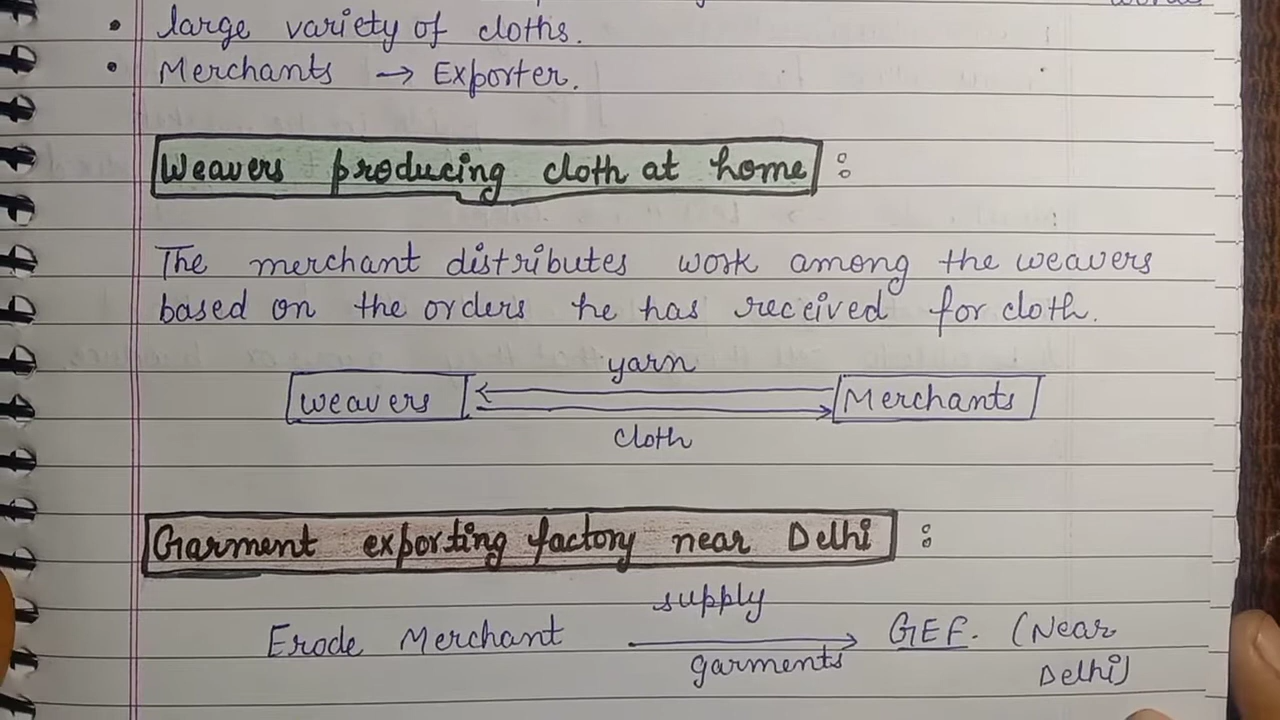 • large variety of cloths.
• Merchants → Exporter.
Weavers producing cloth at home :
The merchant distributes work among the weavers
based on the orders he has received for cloth.
yarn
Weavers Merchants
cloth
Garment exporting factory near Delhi :
supply
Erode Merchant → GEF. (Near
garments Delhi)